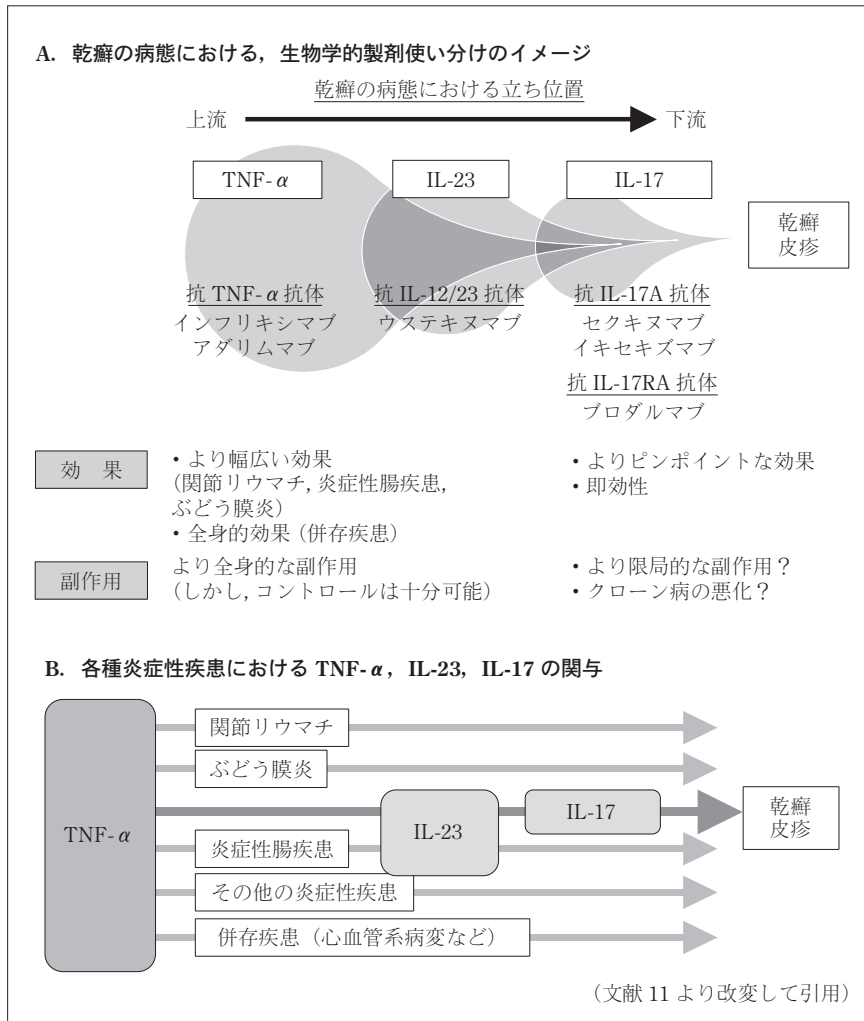 A. 乾癬の病態における，生物学的製剤使い分けのイメージ
乾癬の病態における立ち位置
上流
下流
TNF-α
IL-23
IL-17
乾癬
皮疹
抗 TNF-α 抗体
インフリキシマブ
アダリムマブ
抗 IL-12/23 抗体
ウステキヌマブ
抗 IL-17A 抗体
セクキヌマブ
イキセキズマブ
抗 IL-17RA 抗体
ブロダルマブ
効 果
・より幅広い効果
(関節リウマチ, 炎症性腸疾患,
ぶどう膜炎)
・全身的効果 (併存疾患)
・よりピンポイントな効果
・即効性
副作用
より全身的な副作用
(しかし, コントロールは十分可能)
・より限局的な副作用？
・クローン病の悪化？
B. 各種炎症性疾患における TNF-α，IL-23，IL-17 の関与
TNF-α
関節リウマチ
ぶどう膜炎
IL-23
IL-17
乾癬
皮疹
炎症性腸疾患
その他の炎症性疾患
併存疾患（心血管系病変など）
（文献 11 より改変して引用）